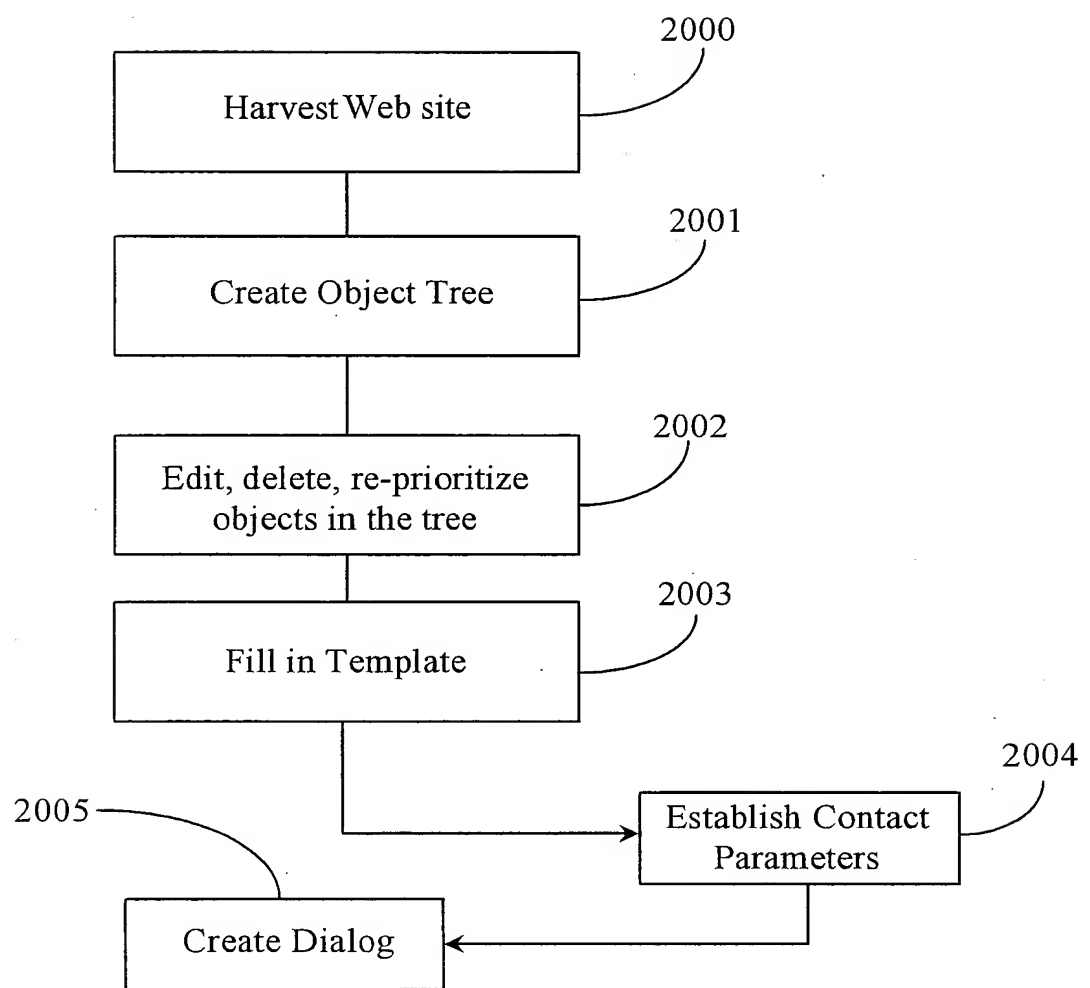 2000
Harvest Web site
2001
Create Object Tree
2002
Edit, delete, re-prioritize
objects in the tree
2003
Fill in Template
2004
Establish Contact
Parameters
2005
Create Dialog